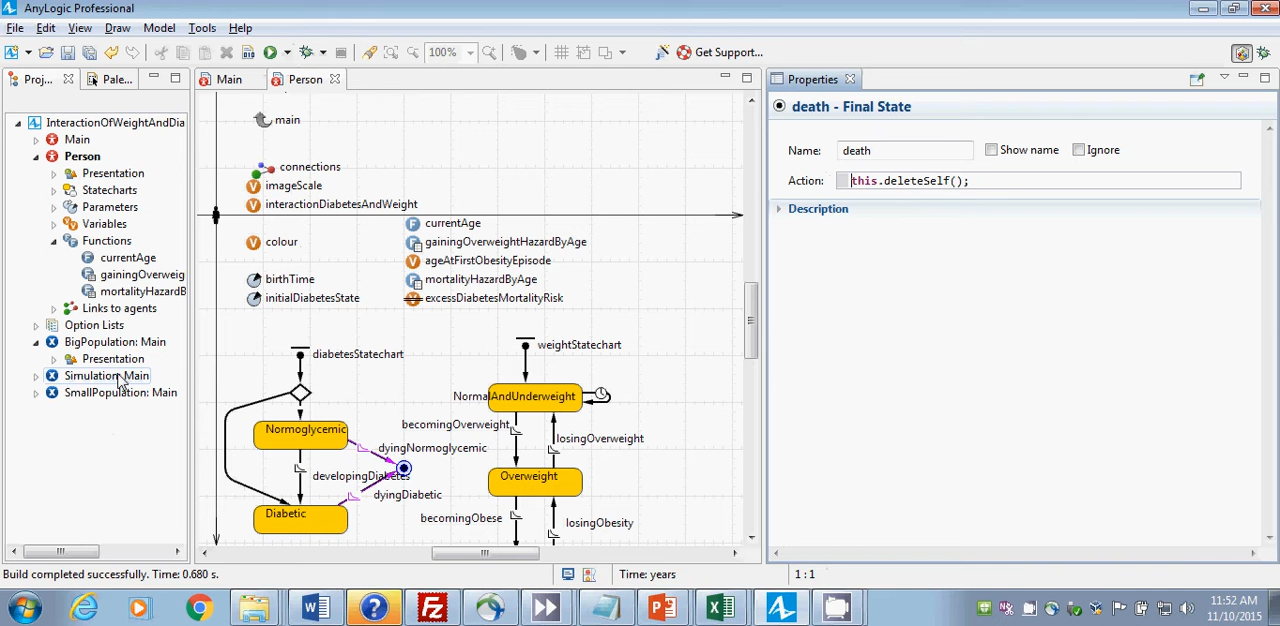 AnyLogic Professional
File Edit View Draw Model Tools Help
100% Get Support...
Proj... Pale... Main Person Properties
InteractionOfWeightAndDia
Main
Person
Presentation
Statecharts
Parameters
Variables
Functions
currentAge
gainingOverweig
mortalityHazardB
Links to agents
Option Lists
BigPopulation: Main
Presentation
Simulation: Main
SmallPopulation: Main
main
connections
imageScale
interactionDiabetesAndWeight
currentAge
colour gainingOverweightHazardByAge
ageAtFirstObesityEpisode
birthTime mortalityHazardByAge
initialDiabetesState excessDiabetesMortalityRisk
diabetesStatechart weightStatechart
NormalAndUnderweight
Normoglycemic becomingOverweight losingOverweight
dyingNormoglycemic
developingDiabetes Overweight
dyingDiabetic
Diabetic becomingObese losingObesity
death - Final State
Name: death Show name Ignore
Action: this.deleteSelf();
Description
Build completed successfully. Time: 0.680 s. Time: years 1 : 1
11:52 AM
11/10/2015